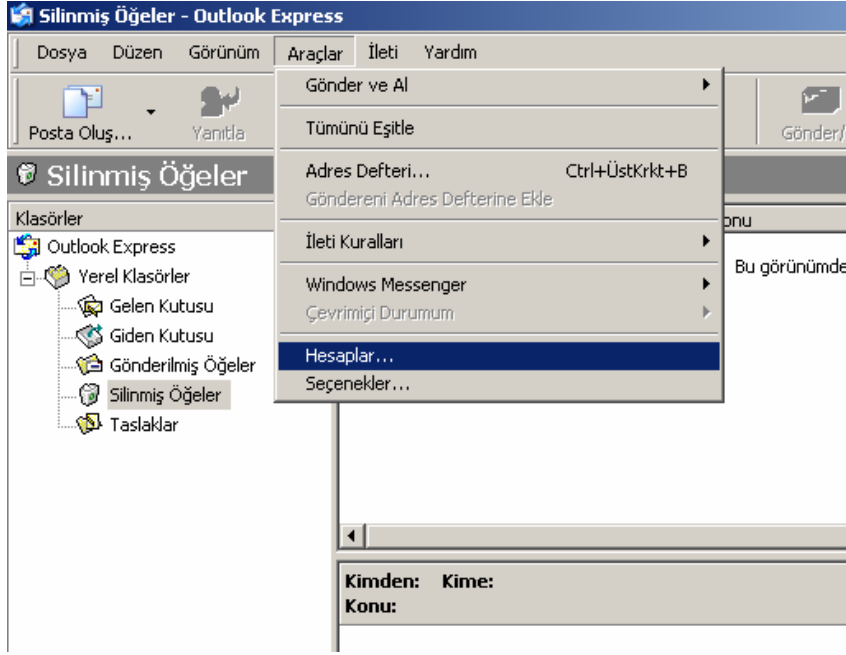 Silinmiş Öğeler - Outlook Express
Dosya Düzen Görünüm Araçlar İleti Yardım
Posta Oluş... Yanıtla Gönder/
Silinmiş Öğeler
Klasörler
Outlook Express
Yerel Klasörler
Gelen Kutusu
Giden Kutusu
Gönderilmiş Öğeler
Silinmiş Öğeler
Taslaklar
Gönder ve Al
Tümünü Eşitle
Adres Defteri... Ctrl+ÜstKrkt+B
Göndereni Adres Defterine Ekle
İleti Kuralları
Windows Messenger
Çevrimiçi Durumum
Hesaplar...
Seçenekler...
onu
Bu görünümde
Kimden: Kime:
Konu: